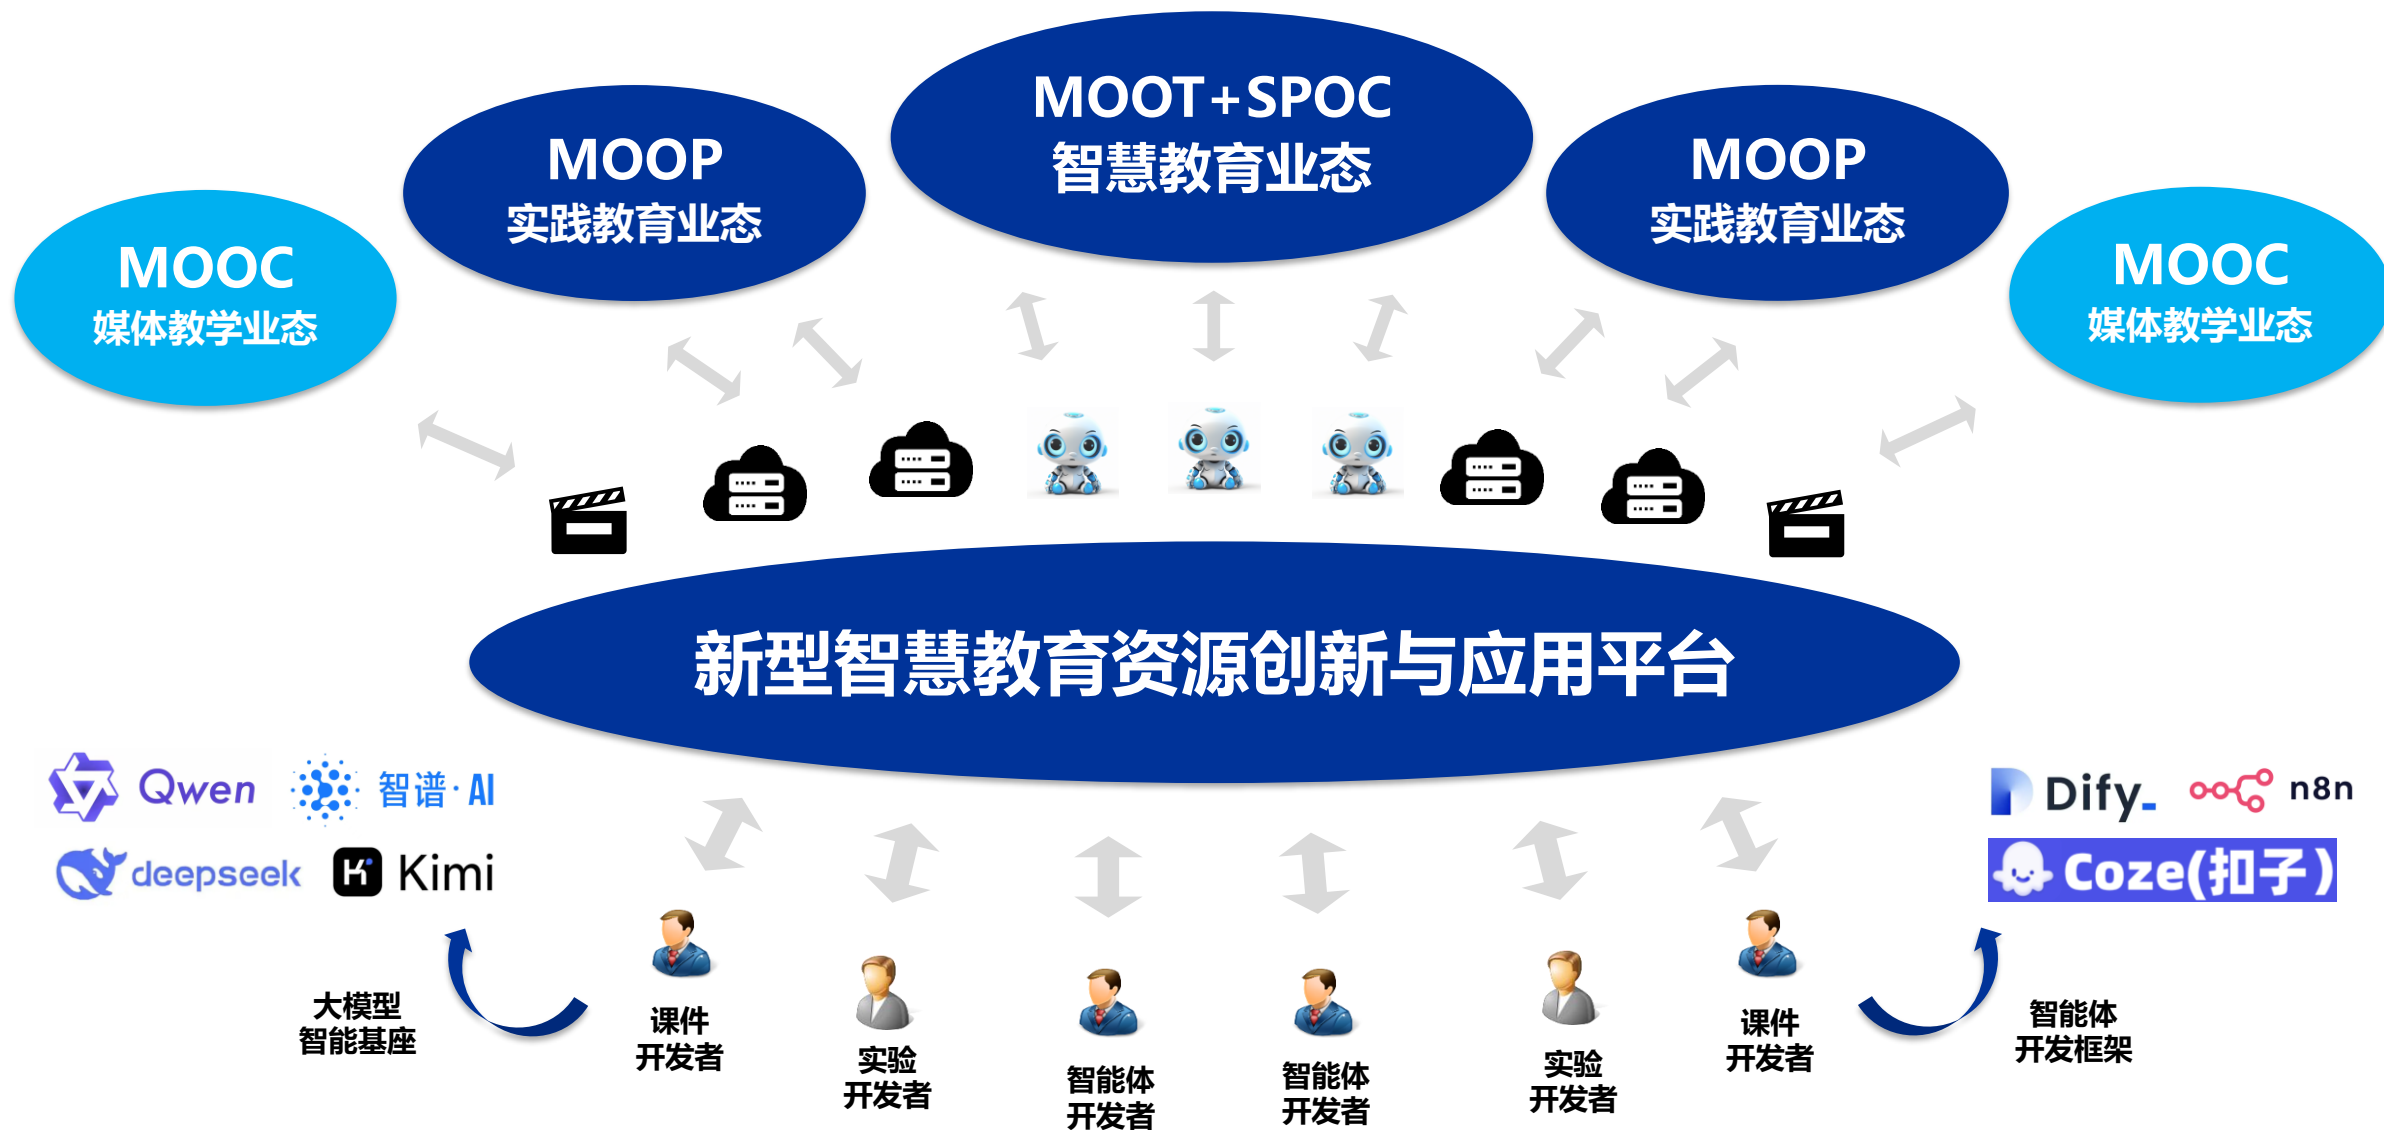 MOOT+SPOC
智慧教育业态
MOOP
实践教育业态
MOOP
实践教育业态
MOOC
媒体教学业态
MOOC
媒体教学业态
新型智慧教育资源创新与应用平台
Qwen
智谱·AI
deepseek
Kimi
Dify_
n8n
Coze(扣子)
大模型
智能基座
课件
开发者
实验
开发者
智能体
开发者
智能体
开发者
实验
开发者
课件
开发者
智能体
开发框架